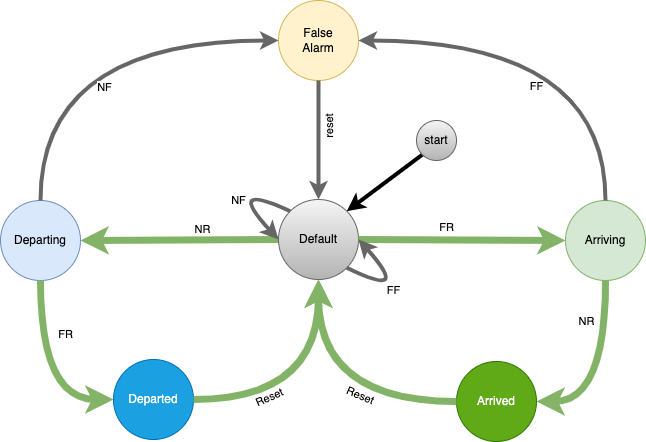 False
Alarm
NF
FF
reset
start
NF
Departing
NR
Default
FR
Arriving
FF
FR
NR
Departed
Reset
Reset
Arrived